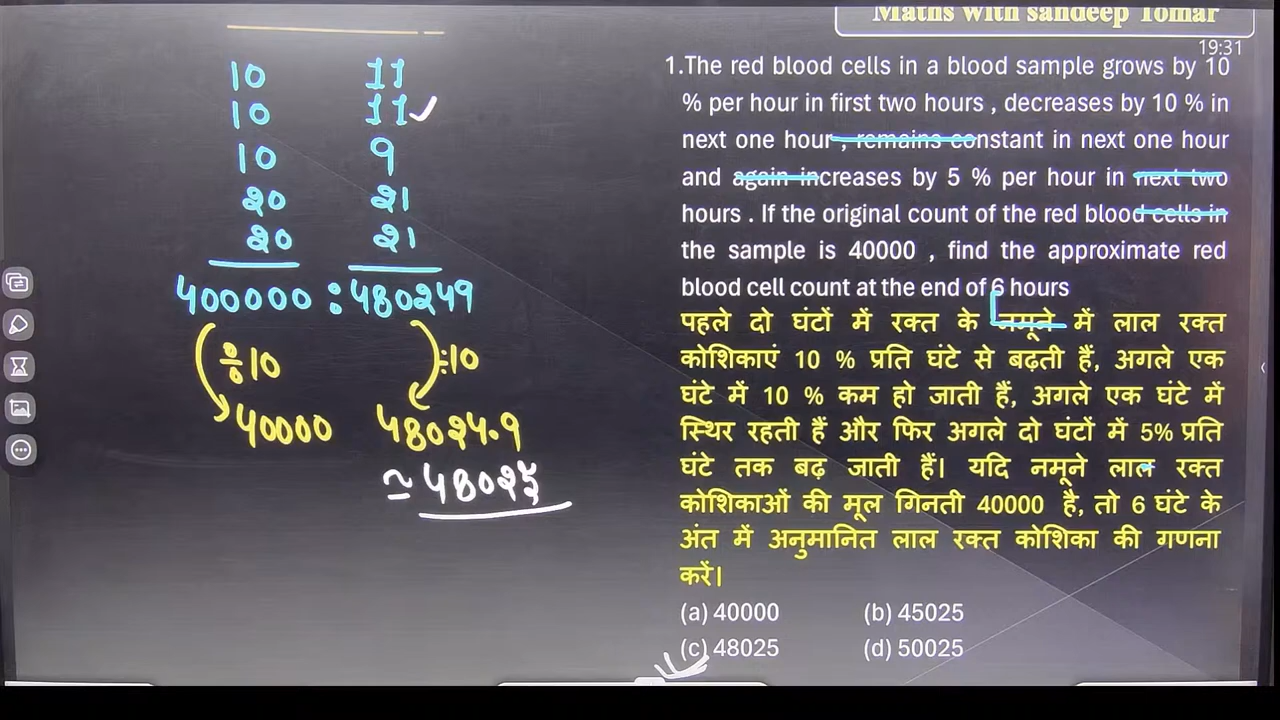 Maths with sandeep Tomar
19:31
10 11
10 11 ✓
10 9
20 21
20 21
400000 : 480249
÷10 ÷10
40000 48024.9
≃ 48025
1.The red blood cells in a blood sample grows by 10
% per hour in first two hours , decreases by 10 % in
next one hour , remains constant in next one hour
and again increases by 5 % per hour in next two
hours . If the original count of the red blood cells in
the sample is 40000 , find the approximate red
blood cell count at the end of 6 hours
पहले दो घंटों में रक्त के नमूने में लाल रक्त
कोशिकाएं 10 % प्रति घंटे से बढ़ती हैं, अगले एक
घंटे में 10 % कम हो जाती हैं, अगले एक घंटे में
स्थिर रहती हैं और फिर अगले दो घंटों में 5% प्रति
घंटे तक बढ़ जाती हैं। यदि नमूने लाल रक्त
कोशिकाओं की मूल गिनती 40000 है, तो 6 घंटे के
अंत में अनुमानित लाल रक्त कोशिका की गणना
करें।
(a) 40000 (b) 45025
(c) 48025 (d) 50025